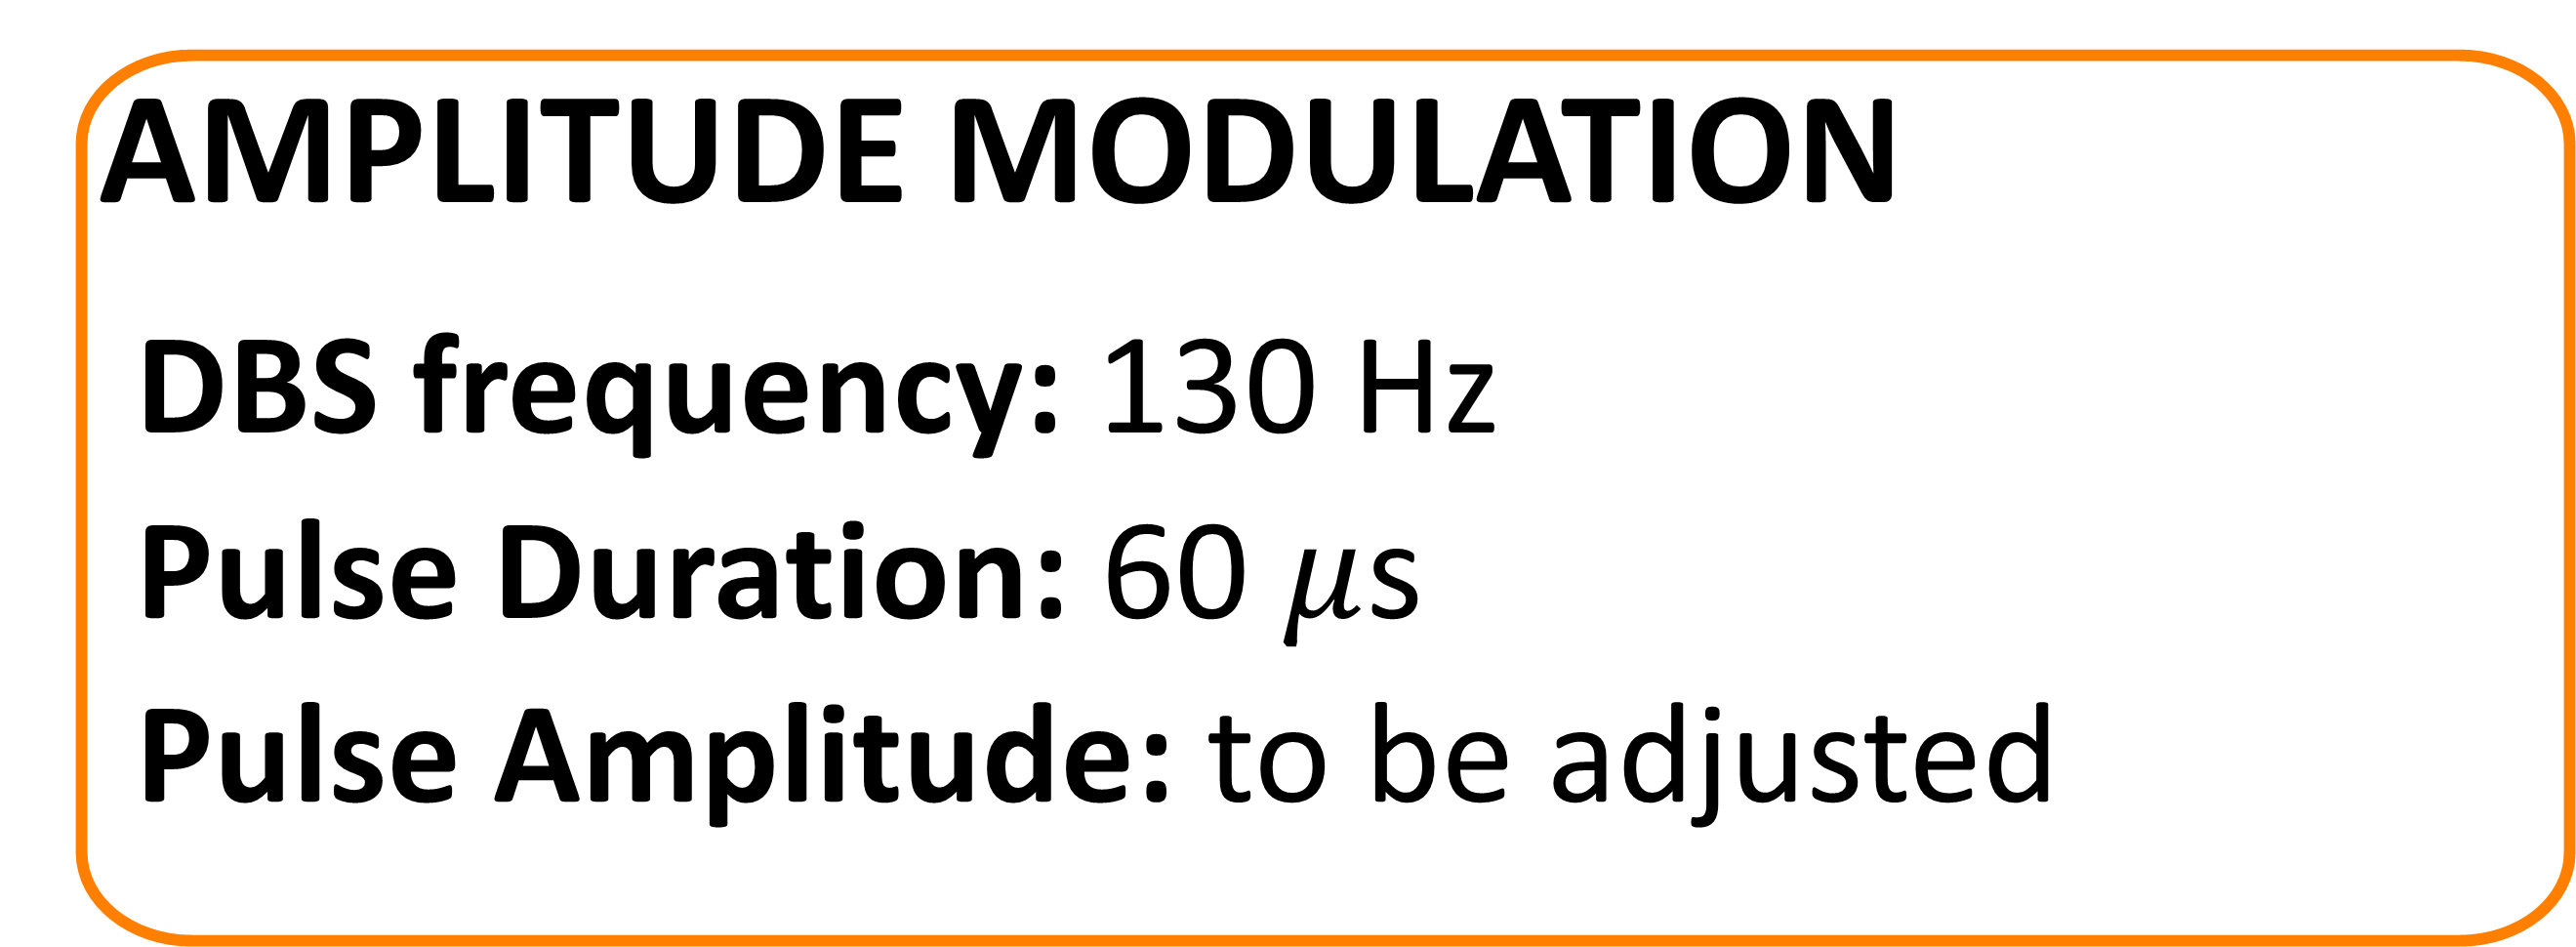 AMPLITUDE MODULATION
DBS frequency: 130 Hz
Pulse Duration: 60 𝜇s
Pulse Amplitude: to be adjusted